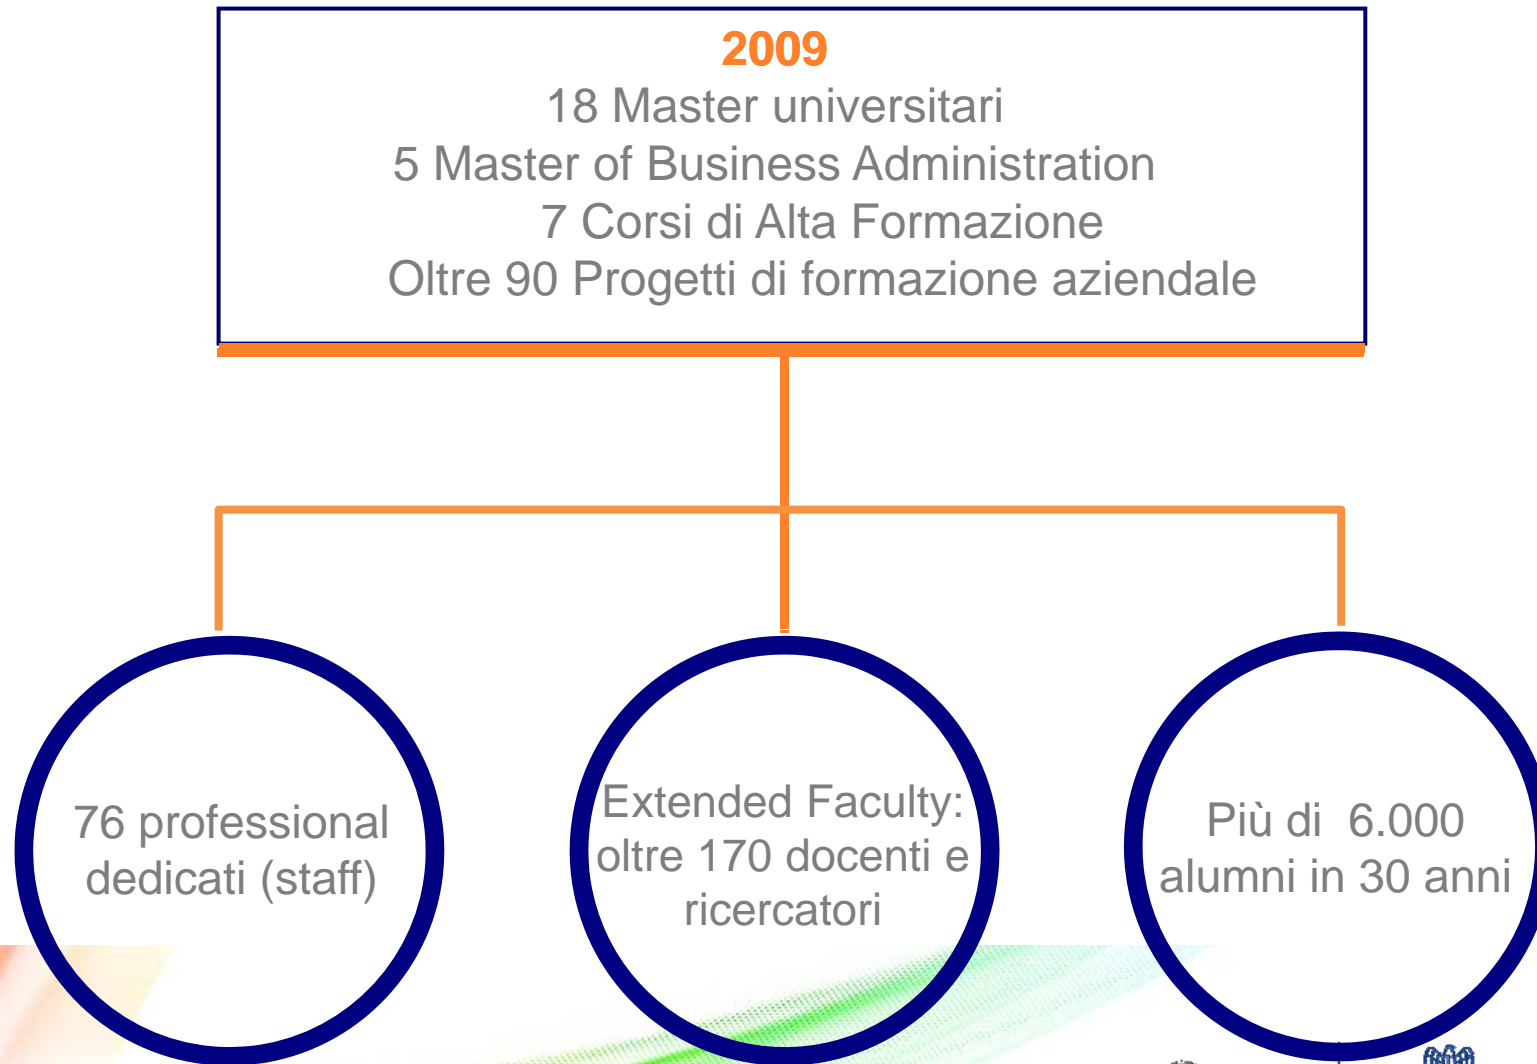 2009
18 Master universitari
5 Master of Business Administration
7 Corsi di Alta Formazione
Oltre 90 Progetti di formazione aziendale
76 professional
dedicati (staff)
Extended Faculty:
oltre 170 docenti e
ricercatori
Più di  6.000
alumni in 30 anni